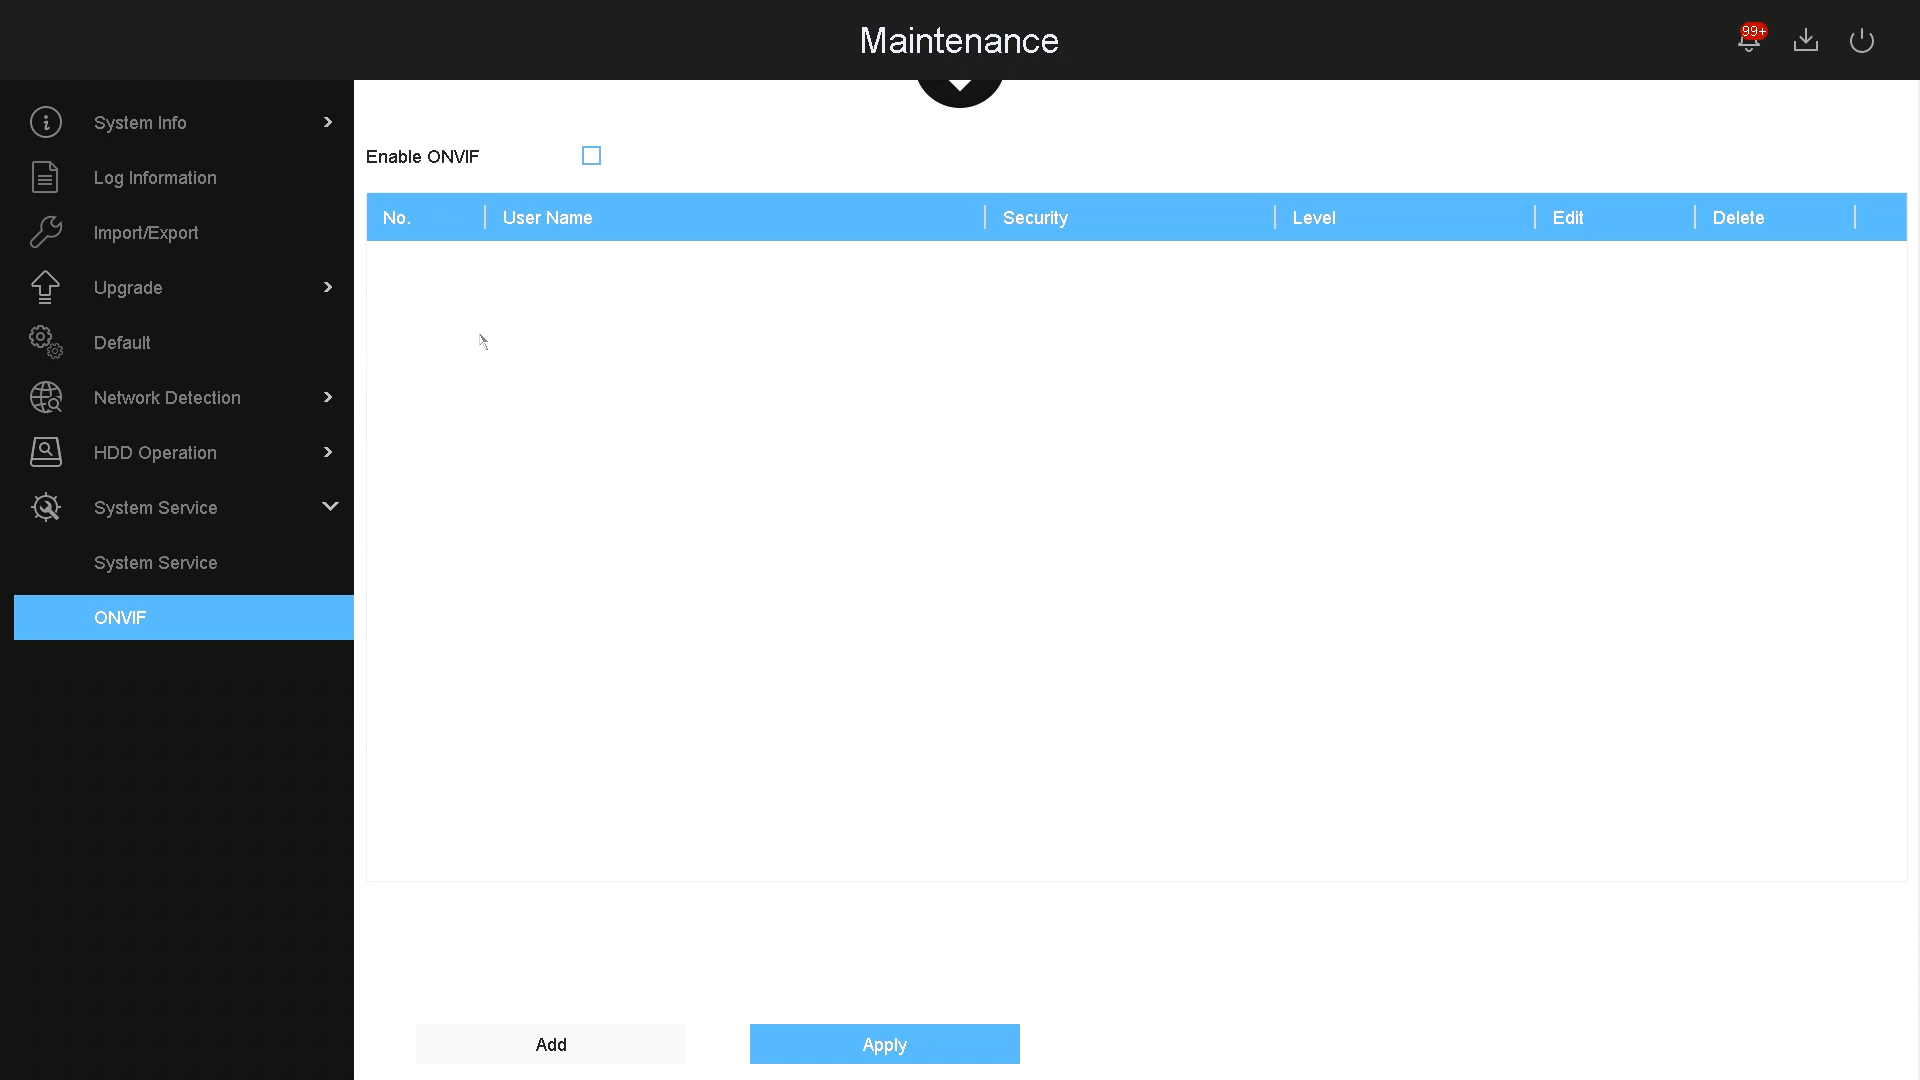 Maintenance
99+
System Info
Log Information
Import/Export
Upgrade
Default
Network Detection
HDD Operation
System Service
System Service
ONVIF
Enable ONVIF
No. User Name Security Level Edit Delete
Add Apply